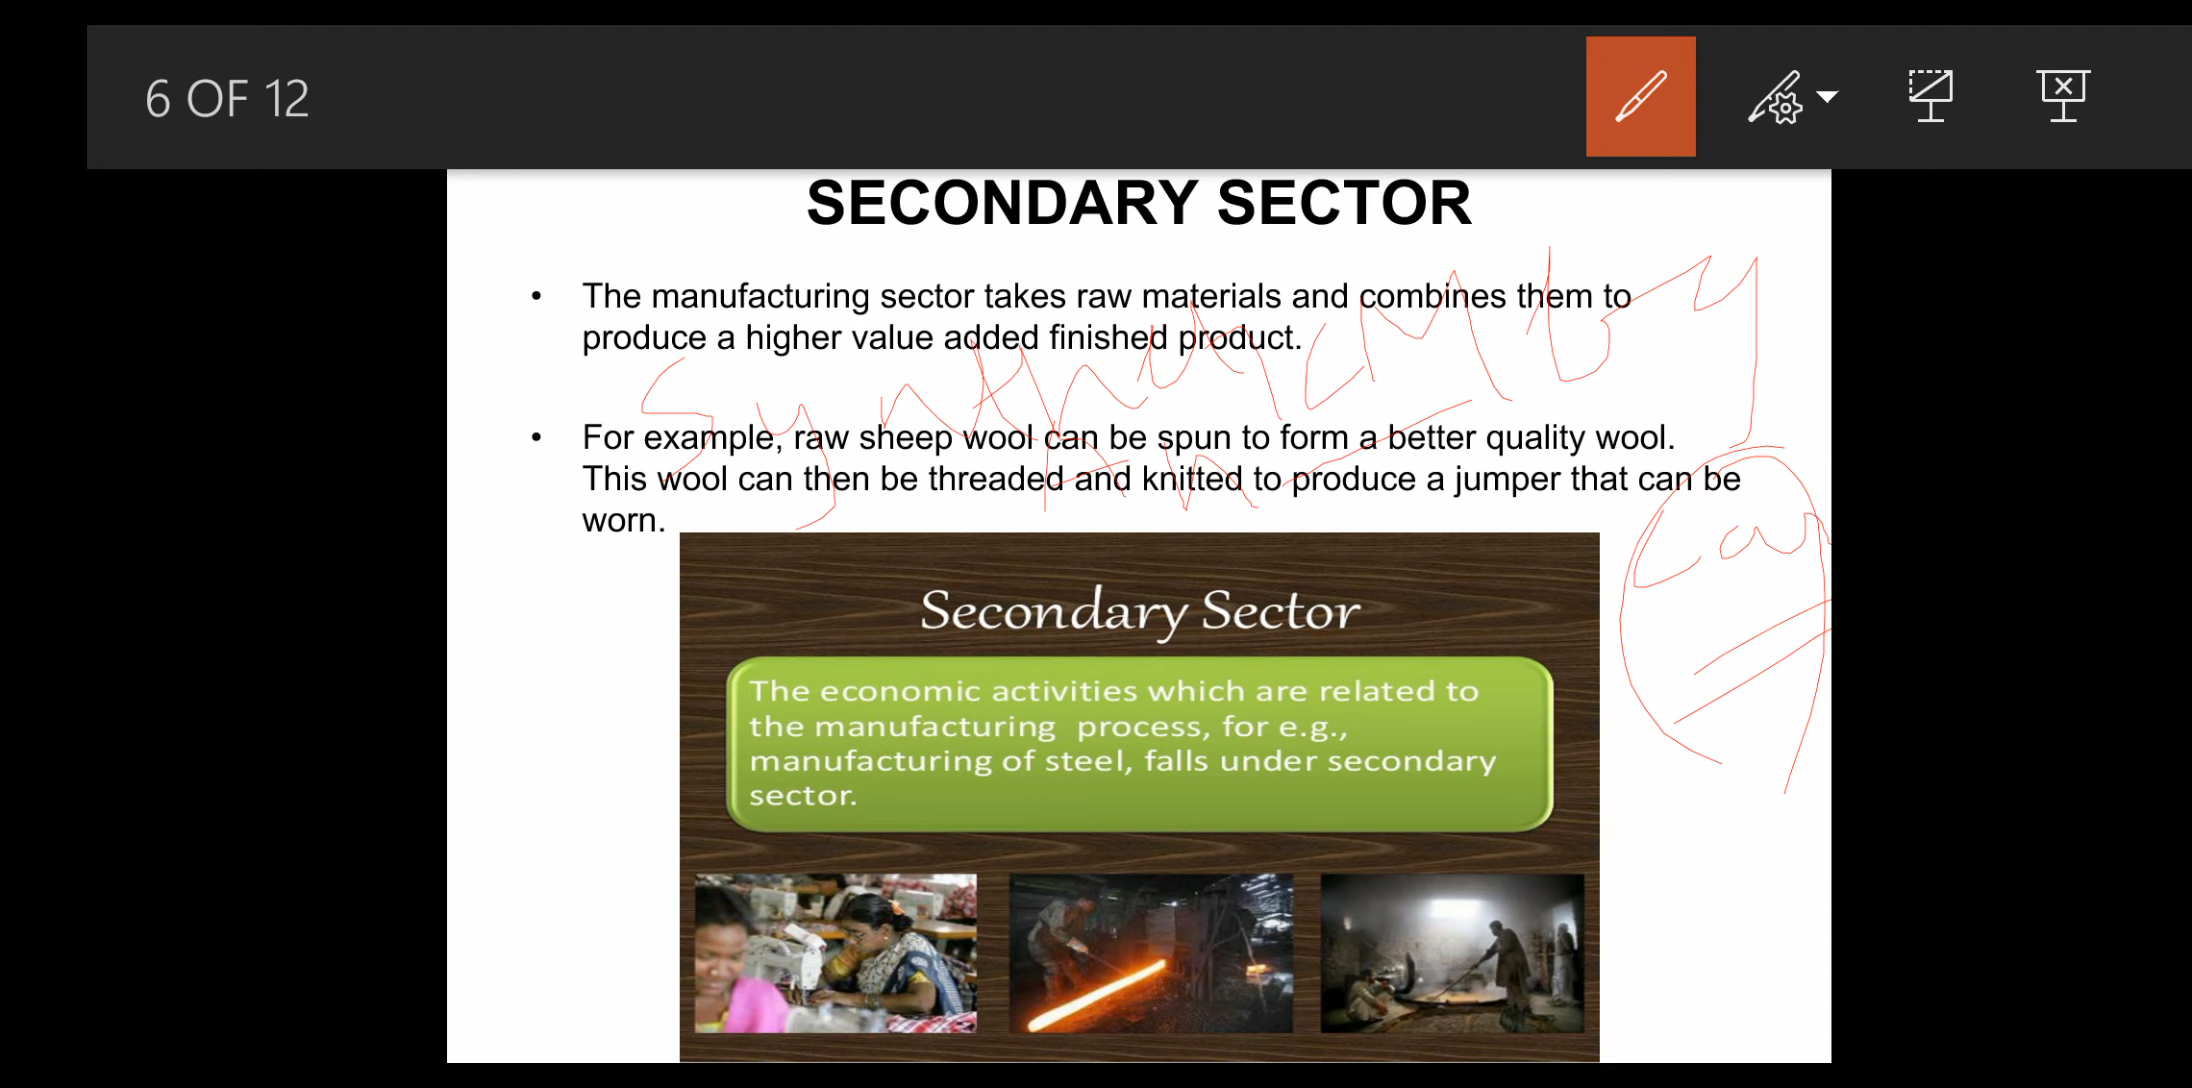 6 OF 12
SECONDARY SECTOR
• The manufacturing sector takes raw materials and combines them to
produce a higher value added finished product.
• For example, raw sheep wool can be spun to form a better quality wool.
This wool can then be threaded and knitted to produce a jumper that can be
worn.
Secondary Sector
The economic activities which are related to
the manufacturing process, for e.g.,
manufacturing of steel, falls under secondary
sector.